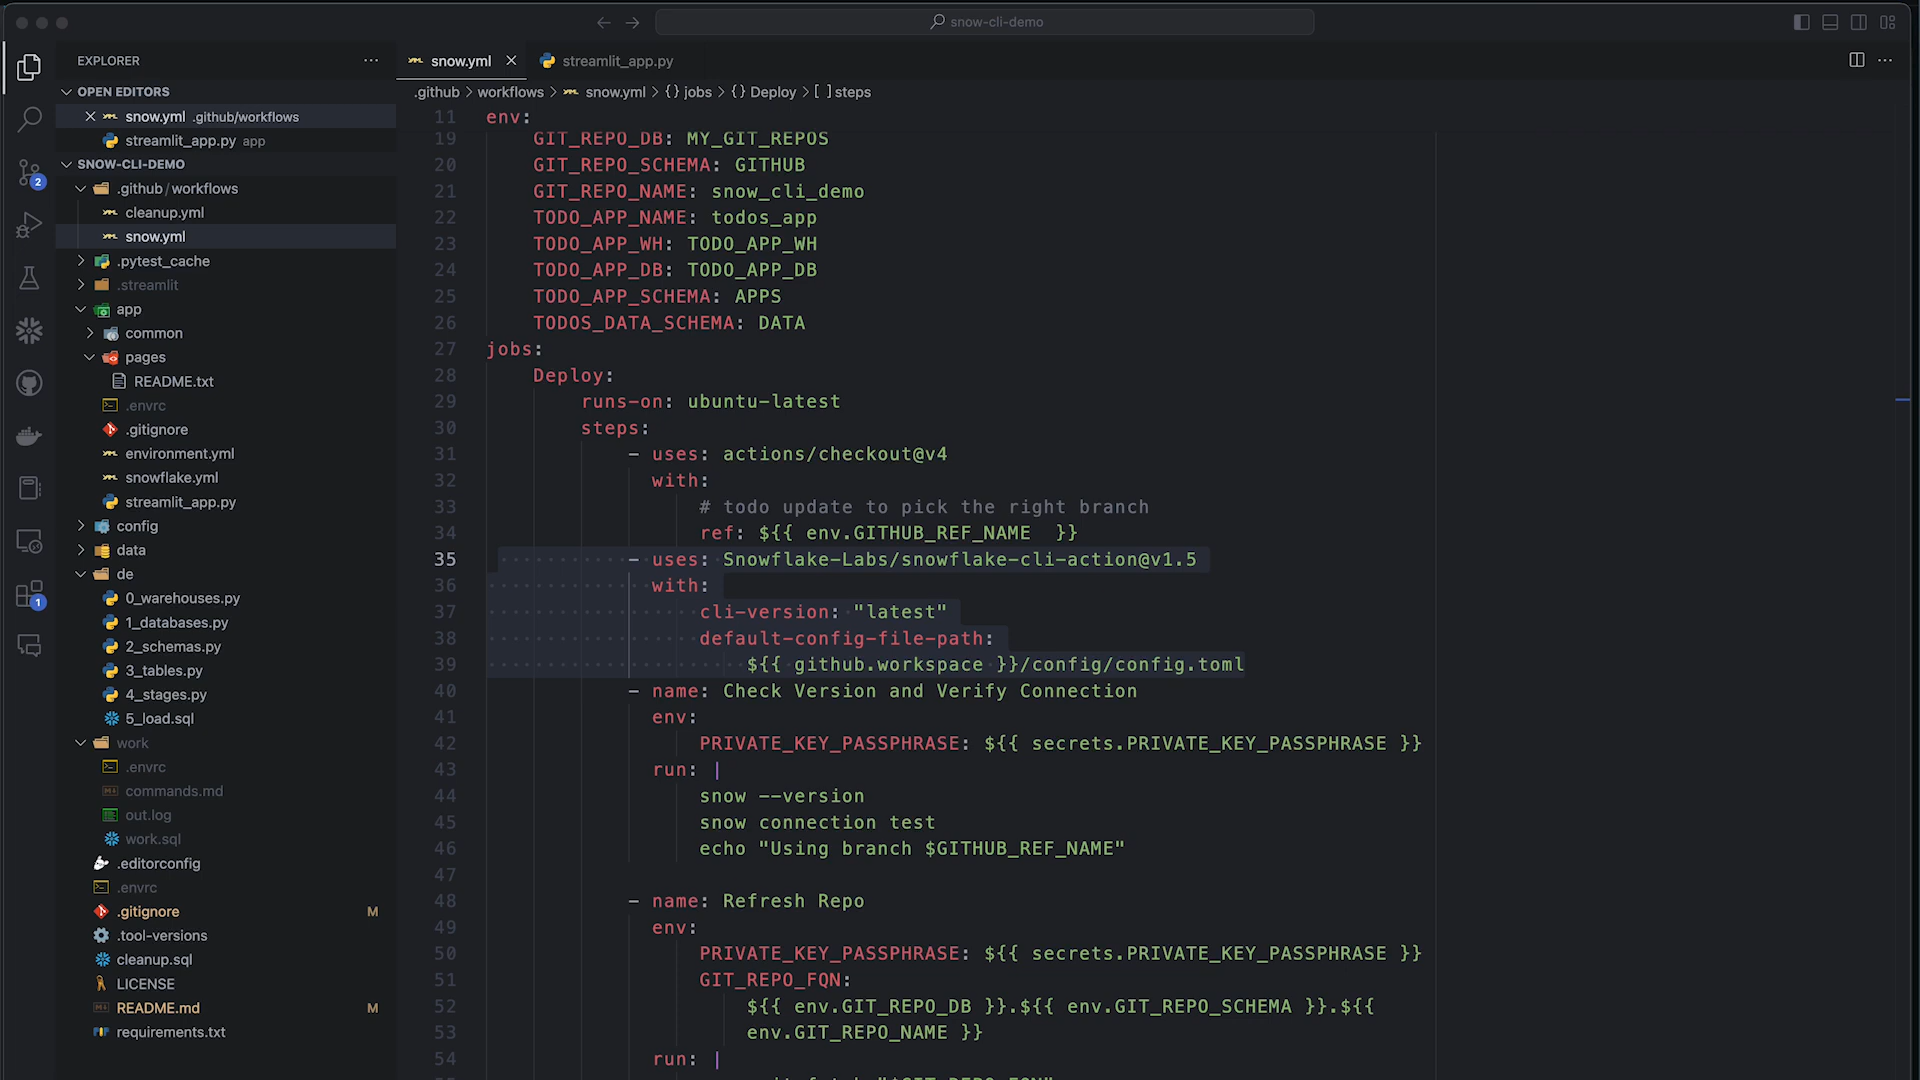 snow-cli-demo
EXPLORER
OPEN EDITORS
snow.yml .github/workflows
streamlit_app.py app
SNOW-CLI-DEMO
.github/workflows
cleanup.yml
snow.yml
.pytest_cache
.streamlit
app
common
pages
README.txt
.envrc
.gitignore
environment.yml
snowflake.yml
streamlit_app.py
config
data
de
0_warehouses.py
1_databases.py
2_schemas.py
3_tables.py
4_stages.py
5_load.sql
work
.envrc
commands.md
out.log
work.sql
.editorconfig
.envrc
.gitignore M
.tool-versions
cleanup.sql
LICENSE
README.md M
requirements.txt
2
1
snow.yml
streamlit_app.py
.github > workflows > snow.yml > {} jobs > {} Deploy > [ ] steps
11 env:
19 GIT_REPO_DB: MY_GIT_REPOS
20 GIT_REPO_SCHEMA: GITHUB
21 GIT_REPO_NAME: snow_cli_demo
22 TODO_APP_NAME: todos_app
23 TODO_APP_WH: TODO_APP_WH
24 TODO_APP_DB: TODO_APP_DB
25 TODO_APP_SCHEMA: APPS
26 TODOS_DATA_SCHEMA: DATA
27 jobs:
28 Deploy:
29 runs-on: ubuntu-latest
30 steps:
31 - uses: actions/checkout@v4
32 with:
33 # todo update to pick the right branch
34 ref: ${{ env.GITHUB_REF_NAME  }}
35 - uses: Snowflake-Labs/snowflake-cli-action@v1.5
36 with:
37 cli-version: "latest"
38 default-config-file-path:
39 ${{ github.workspace }}/config/config.toml
40 - name: Check Version and Verify Connection
41 env:
42 PRIVATE_KEY_PASSPHRASE: ${{ secrets.PRIVATE_KEY_PASSPHRASE }}
43 run: |
44 snow --version
45 snow connection test
46 echo "Using branch $GITHUB_REF_NAME"
47
48 - name: Refresh Repo
49 env:
50 PRIVATE_KEY_PASSPHRASE: ${{ secrets.PRIVATE_KEY_PASSPHRASE }}
51 GIT_REPO_FQN:
52 ${{ env.GIT_REPO_DB }}.${{ env.GIT_REPO_SCHEMA }}.${{
53 env.GIT_REPO_NAME }}
54 run: |